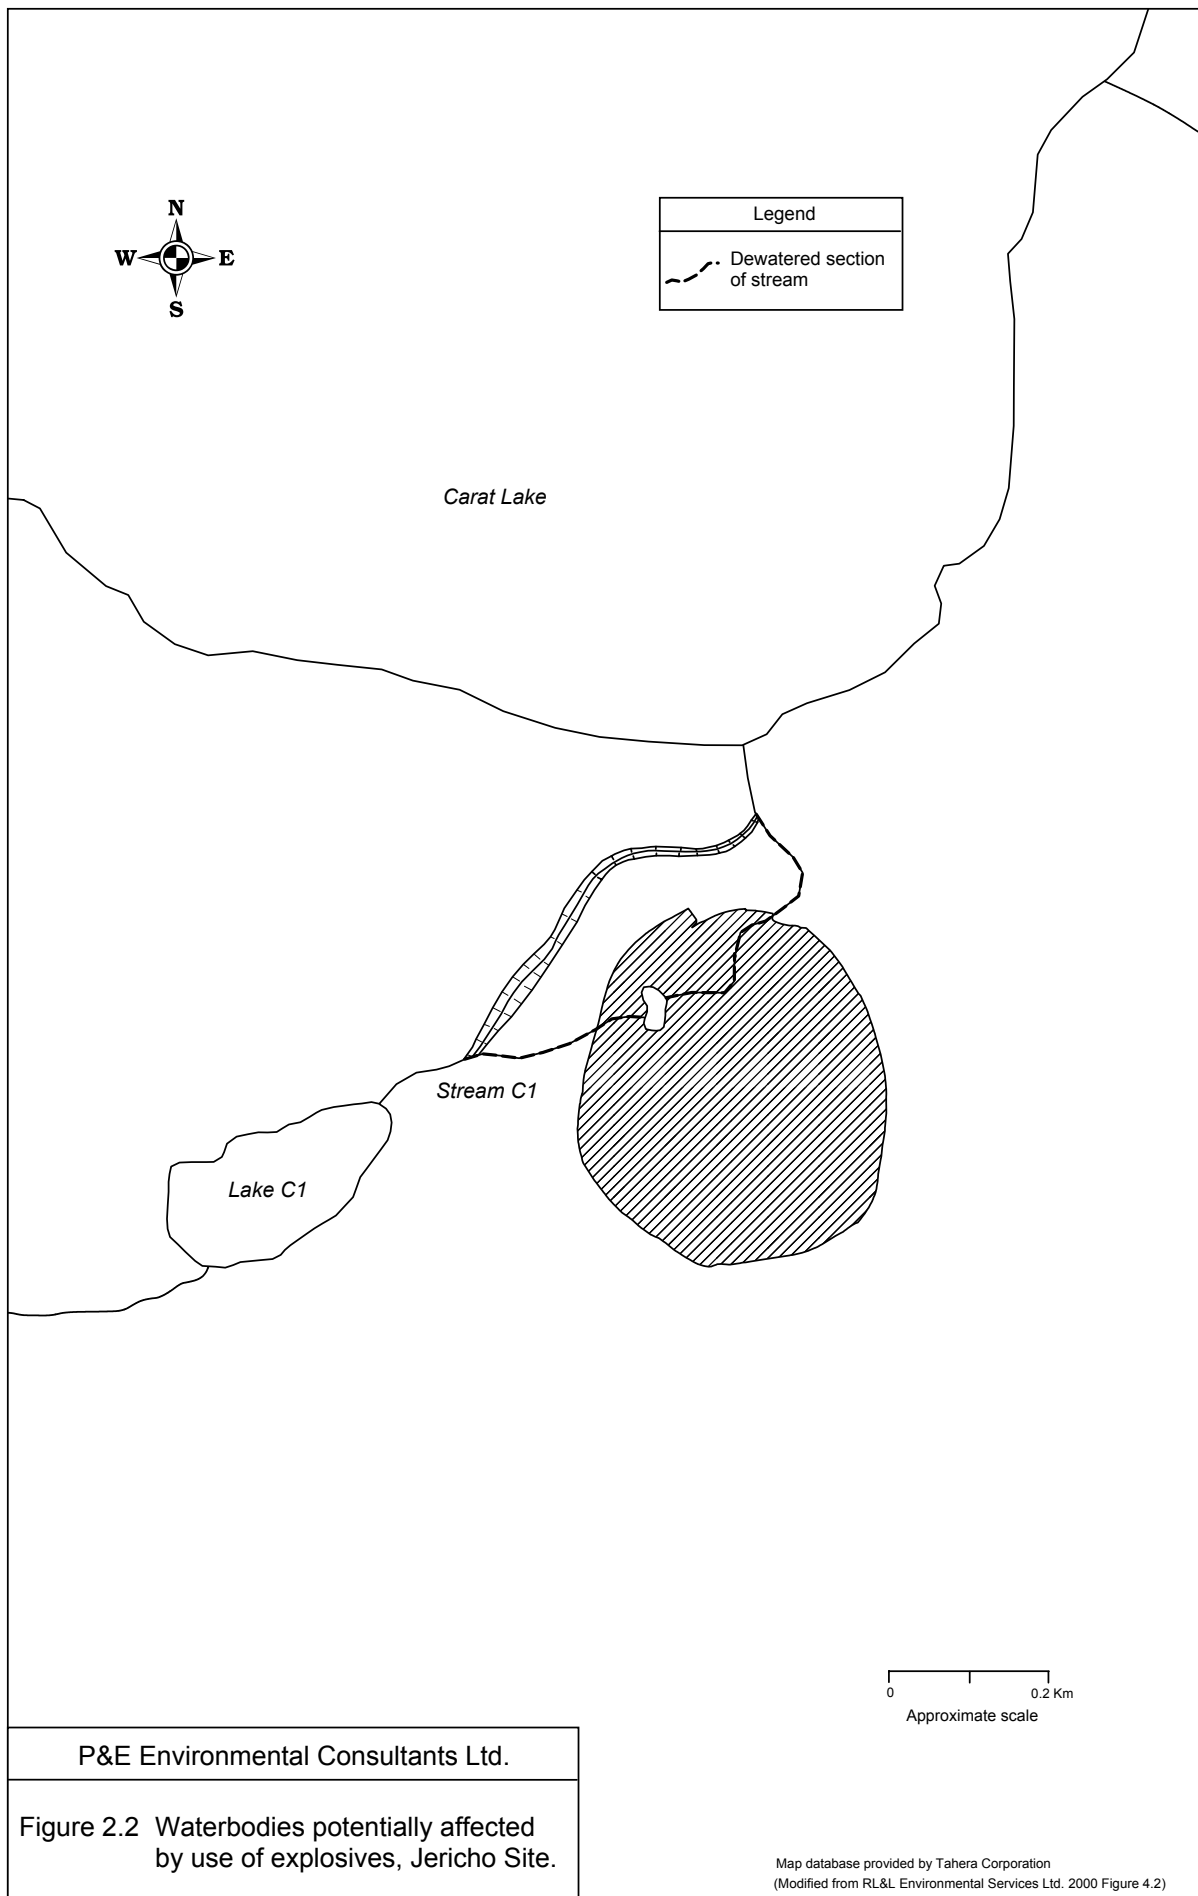 N
W E
S
Legend
Dewatered section
of stream
Carat Lake
Stream C1
Lake C1
0 0.2 Km
Approximate scale
P&E Environmental Consultants Ltd.
Figure 2.2 Waterbodies potentially affected
by use of explosives, Jericho Site.
Map database provided by Tahera Corporation
(Modified from RL&L Environmental Services Ltd. 2000 Figure 4.2)